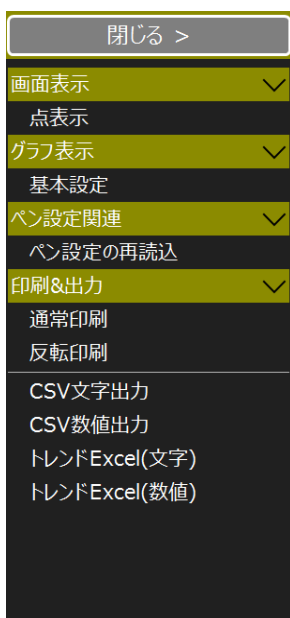 閉じる >
画面表示
点表示
グラフ表示
基本設定
ペン設定関連
ペン設定の再読込
印刷&出力
通常印刷
反転印刷
CSV文字出力
CSV数値出力
トレンドExcel(文字)
トレンドExcel(数値)